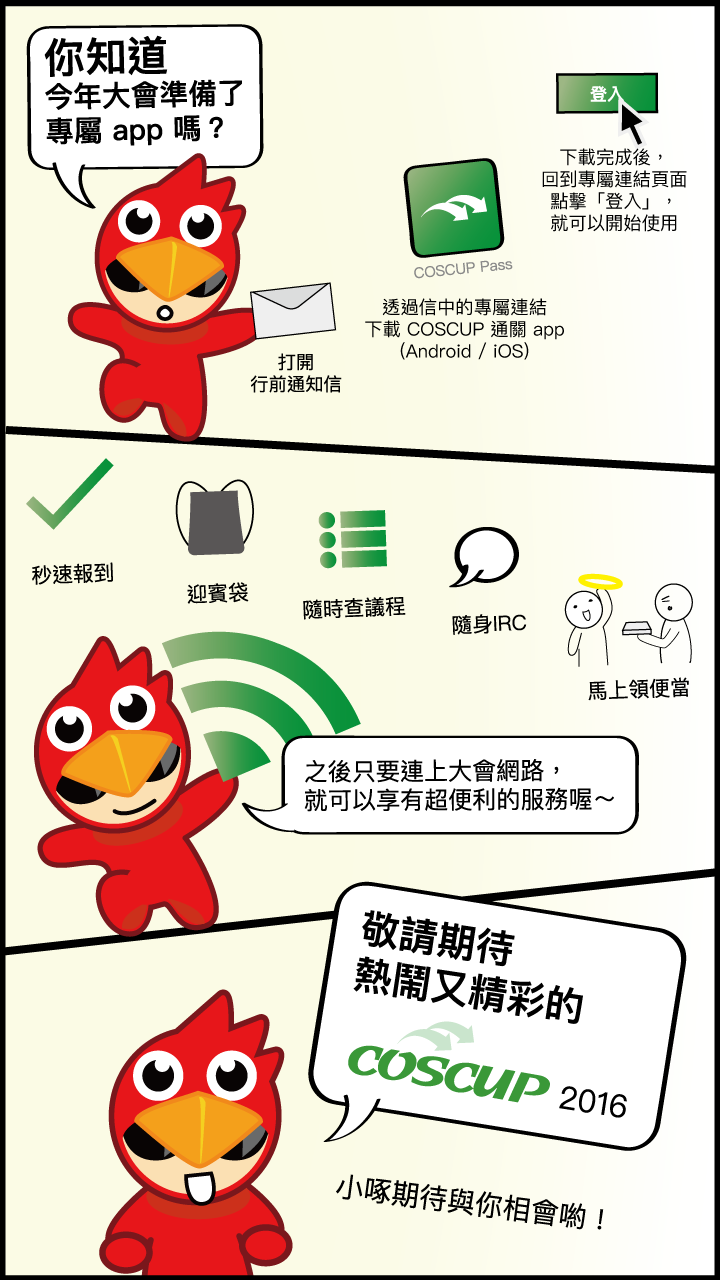 你知道
今年大會準備了
專屬 app 嗎？
登入
下載完成後，
回到專屬連結頁面
點擊「登入」，
就可以開始使用
COSCUP Pass
透過信中的專屬連結
下載 COSCUP 通關 app
(Android / iOS)
打開
行前通知信
秒速報到
迎賓袋
隨時查議程
隨身IRC
馬上領便當
之後只要連上大會網路，
就可以享有超便利的服務喔～
敬請期待
熱鬧又精彩的
COSCUP 2016
小啄期待與你相會喲！